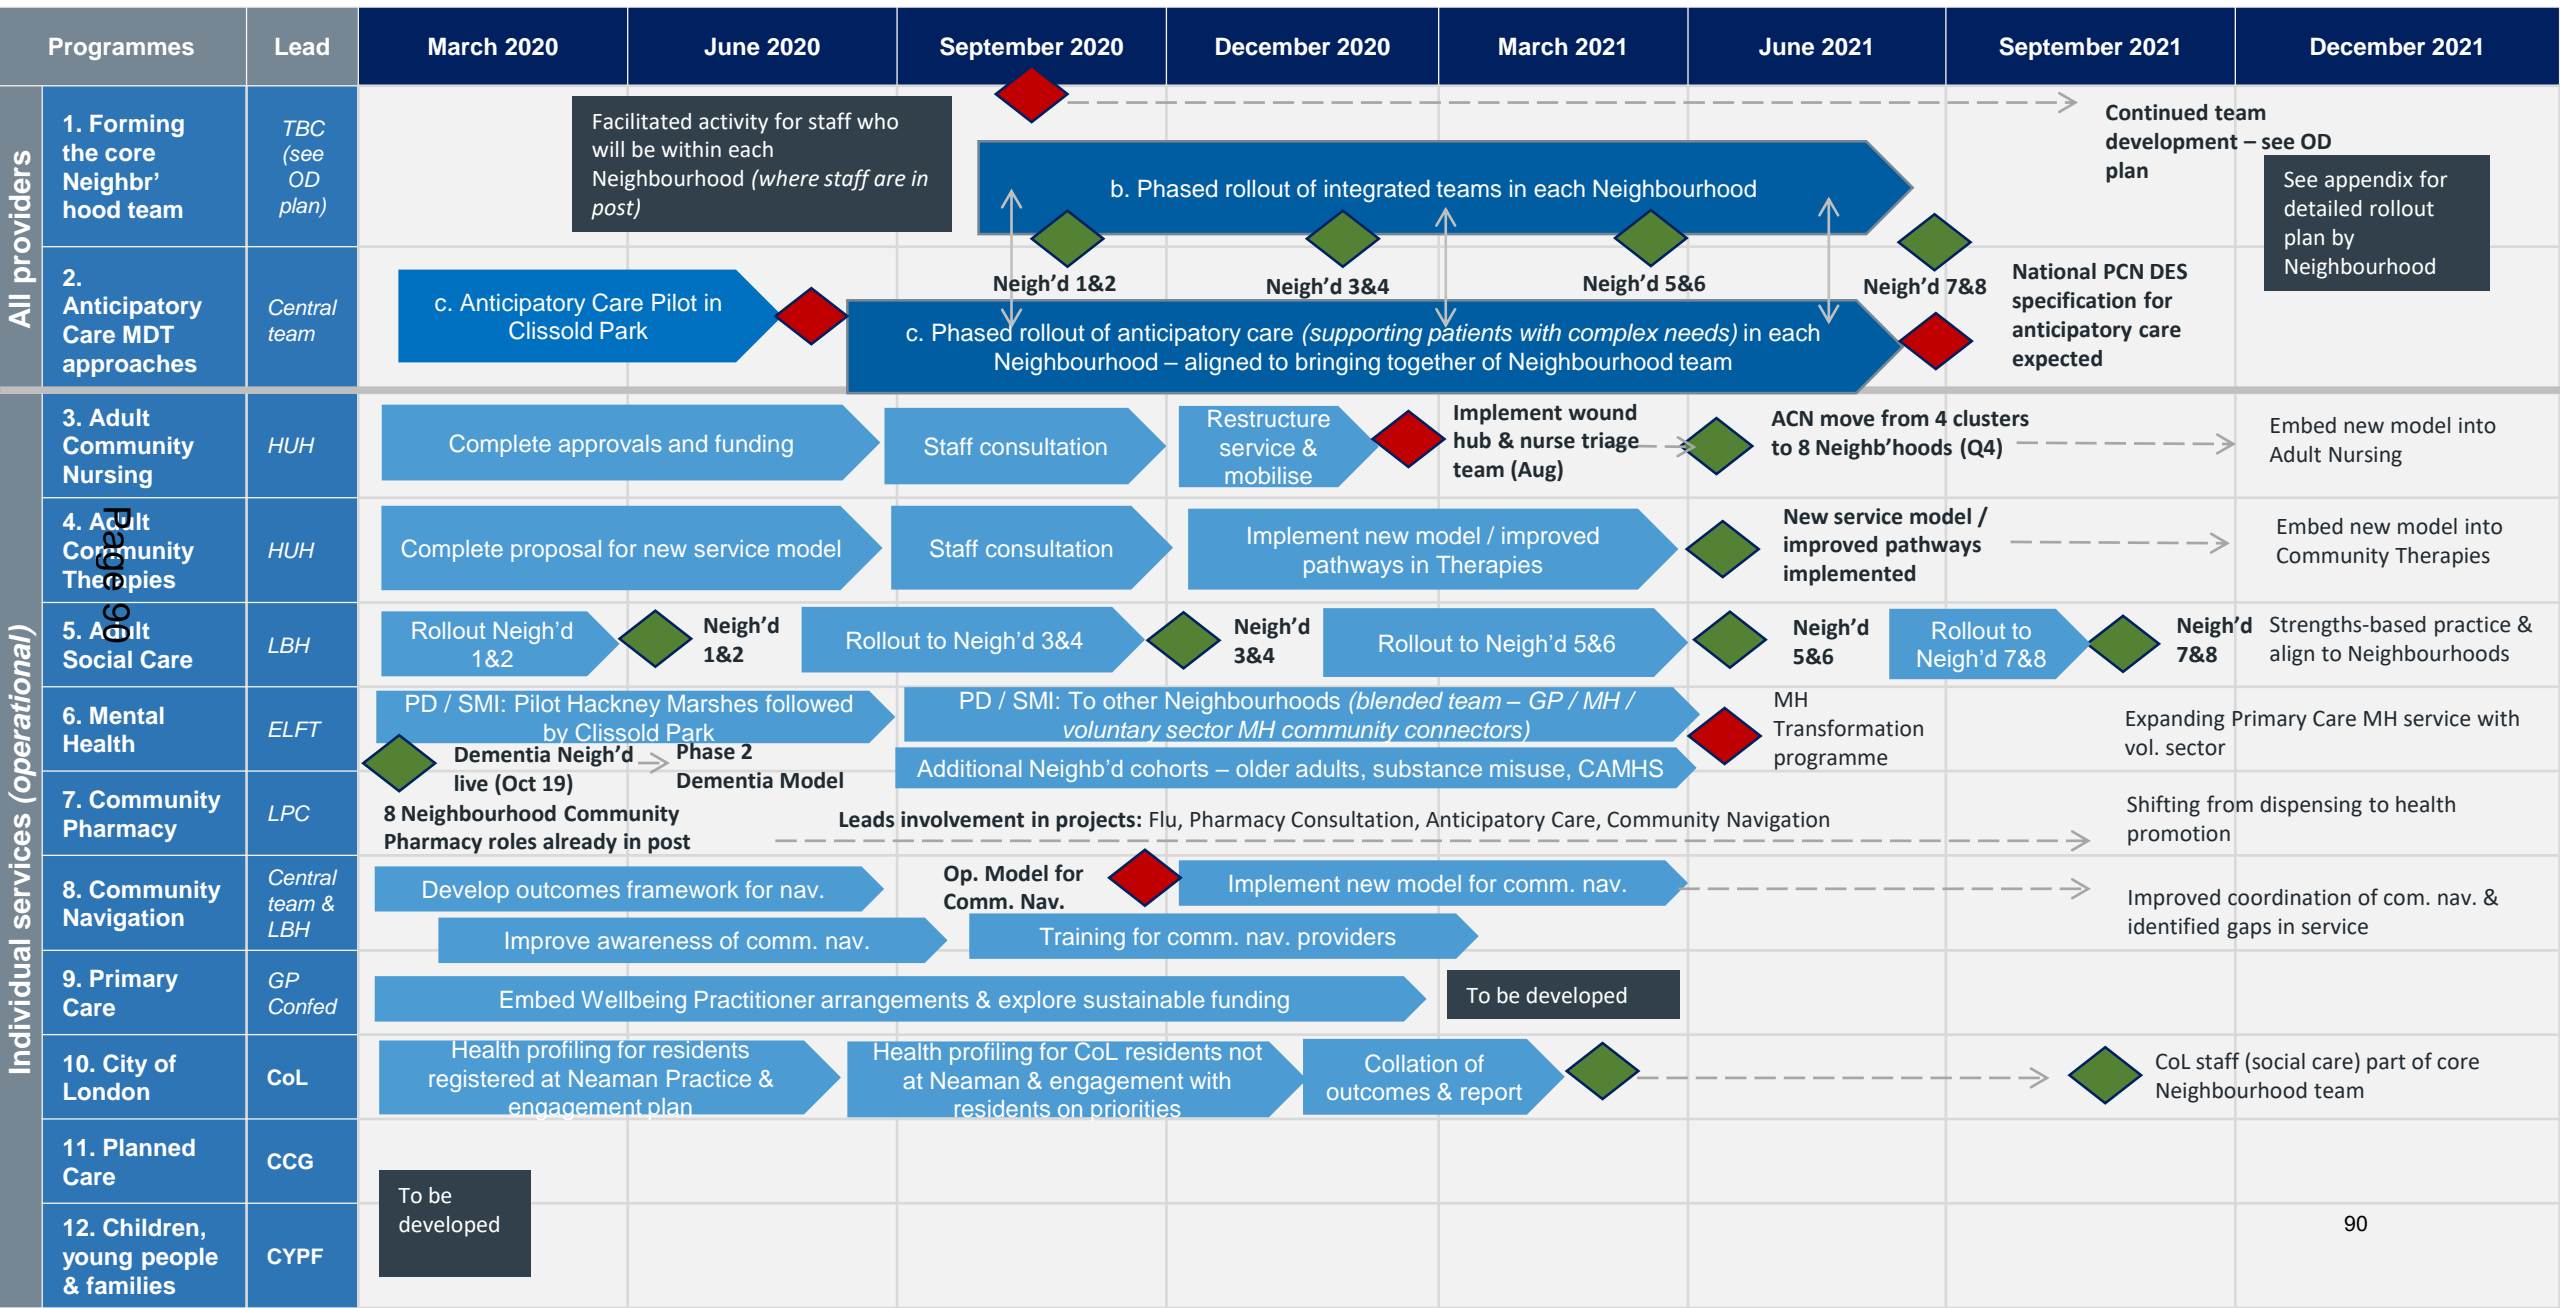 Programmes
Lead
March 2020
June 2020
September 2020
December 2020
March 2021
June 2021
September 2021
December 2021
All providers
1. Forming
the core
Neighbr’
hood team
TBC
(see
OD
plan)
Facilitated activity for staff who
will be within each
Neighbourhood (where staff are in
post)
b. Phased rollout of integrated teams in each Neighbourhood
Continued team
development – see OD
plan
See appendix for
detailed rollout
plan by
Neighbourhood
Neigh’d 1&2
Neigh’d 3&4
Neigh’d 5&6
Neigh’d 7&8
2.
Anticipatory
Care MDT
approaches
Central
team
c. Anticipatory Care Pilot in
Clissold Park
c. Phased rollout of anticipatory care (supporting patients with complex needs) in each
Neighbourhood – aligned to bringing together of Neighbourhood team
National PCN DES
specification for
anticipatory care
expected
Individual services (operational)
3. Adult
Community
Nursing
HUH
Complete approvals and funding
Staff consultation
Restructure
service &
mobilise
Implement wound
hub & nurse triage
team (Aug)
ACN move from 4 clusters
to 8 Neighb’hoods (Q4)
Embed new model into
Adult Nursing
4. Adult
Community
Therapies
Page 90
HUH
Complete proposal for new service model
Staff consultation
Implement new model / improved
pathways in Therapies
New service model /
improved pathways
implemented
Embed new model into
Community Therapies
5. Adult
Social Care
LBH
Rollout Neigh’d
1&2
Neigh’d
1&2
Rollout to Neigh’d 3&4
Neigh’d
3&4
Rollout to Neigh’d 5&6
Neigh’d
5&6
Rollout to
Neigh’d 7&8
Neigh’d
7&8
Strengths-based practice &
align to Neighbourhoods
6. Mental
Health
ELFT
PD / SMI: Pilot Hackney Marshes followed
by Clissold Park
PD / SMI: To other Neighbourhoods (blended team – GP / MH /
voluntary sector MH community connectors)
MH
Transformation
programme
Expanding Primary Care MH service with
vol. sector
Dementia Neigh’d
live (Oct 19)
Phase 2
Dementia Model
Additional Neighb’d cohorts – older adults, substance misuse, CAMHS
7. Community
Pharmacy
LPC
8 Neighbourhood Community
Pharmacy roles already in post
Leads involvement in projects: Flu, Pharmacy Consultation, Anticipatory Care, Community Navigation
Shifting from dispensing to health
promotion
8. Community
Navigation
Central
team &
LBH
Develop outcomes framework for nav.
Op. Model for
Comm. Nav.
Implement new model for comm. nav.
Improved coordination of com. nav. &
identified gaps in service
Improve awareness of comm. nav.
Training for comm. nav. providers
9. Primary
Care
GP
Confed
Embed Wellbeing Practitioner arrangements & explore sustainable funding
To be developed
10. City of
London
CoL
Health profiling for residents
registered at Neaman Practice &
engagement plan
Health profiling for CoL residents not
at Neaman & engagement with
residents on priorities
Collation of
outcomes & report
CoL staff (social care) part of core
Neighbourhood team
11. Planned
Care
CCG
To be
developed
12. Children,
young people
& families
CYPF
90